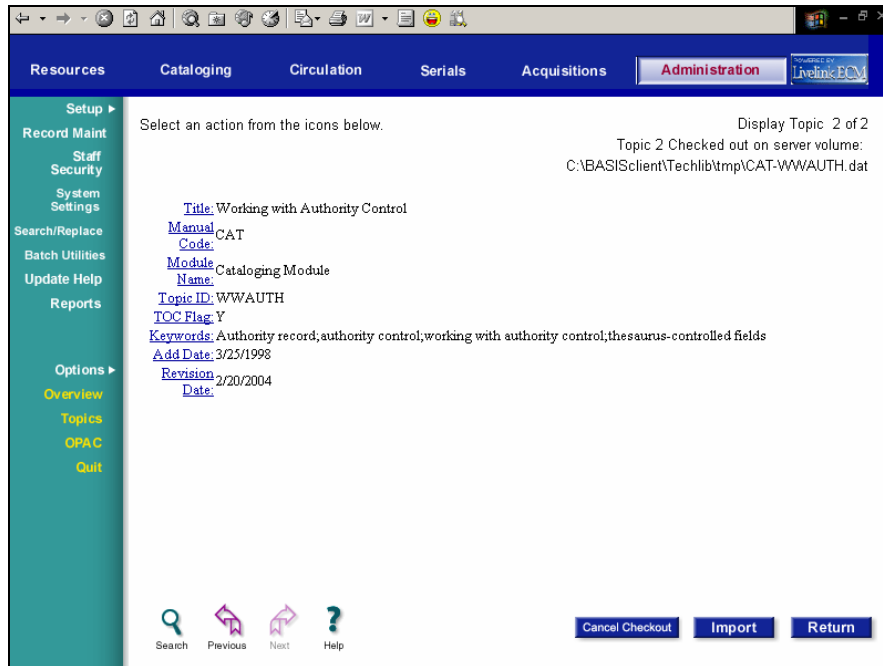 Resources Cataloging Circulation Serials Acquisitions Administration POWERED BY Livelink ECM
Setup
Record Maint
Staff
Security
System
Settings
Search/Replace
Batch Utilities
Update Help
Reports
Options
Overview
Topics
OPAC
Quit
Select an action from the icons below.
Display Topic 2 of 2
Topic 2 Checked out on server volume:
C:\BASISclient\Techlib\tmp\CAT-WWAUTH.dat
Title: Working with Authority Control
Manual Code: CAT
Module Name: Cataloging Module
Topic ID: WWAUTH
TOC Flag: Y
Keywords: Authority record;authority control;working with authority control;thesaurus-controlled fields
Add Date: 3/25/1998
Revision Date: 2/20/2004
Search Previous Next Help
Cancel Checkout Import Return